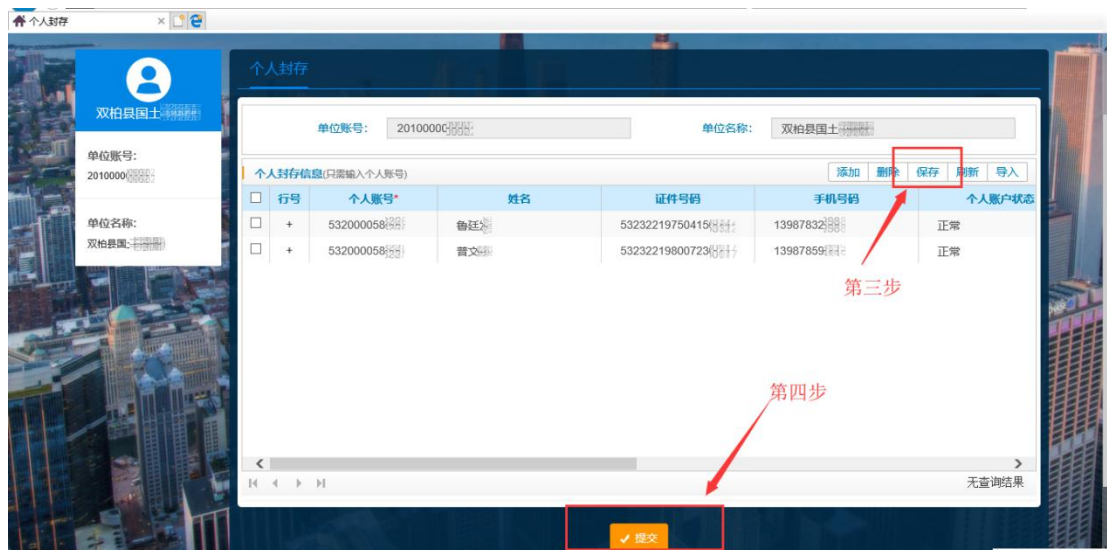 个人封存
双柏县国土
单位账号:
2010000
单位名称:
双柏县国
个人封存
单位账号: 2010000 单位名称: 双柏县国土
个人封存信息(只需输入个人账号) 添加 删除 保存 刷新 导入
行号 个人账号* 姓名 证件号码 手机号码 个人账户状态
+ 532000058 鲁廷 53232219750415 13987832 正常
+ 532000058 普文 53232219800723 13987859 正常
第三步
第四步
无查询结果
✓ 提交